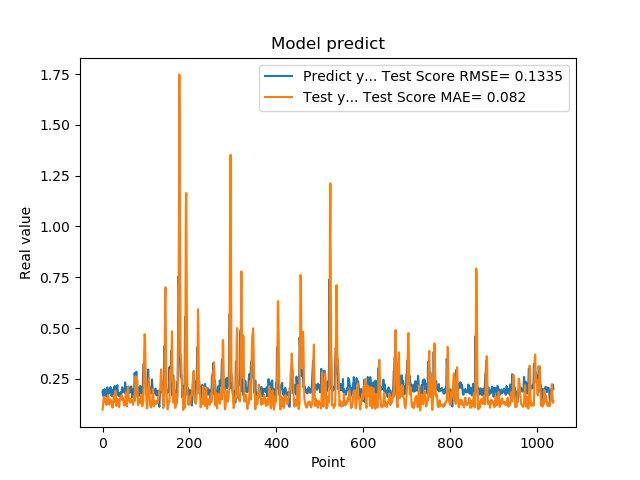 Model predict
Predict y... Test Score RMSE= 0.1335
Test y... Test Score MAE= 0.082
1.75
1.50
1.25
1.00
0.75
0.50
0.25
Real value
0 200 400 600 800 1000
Point